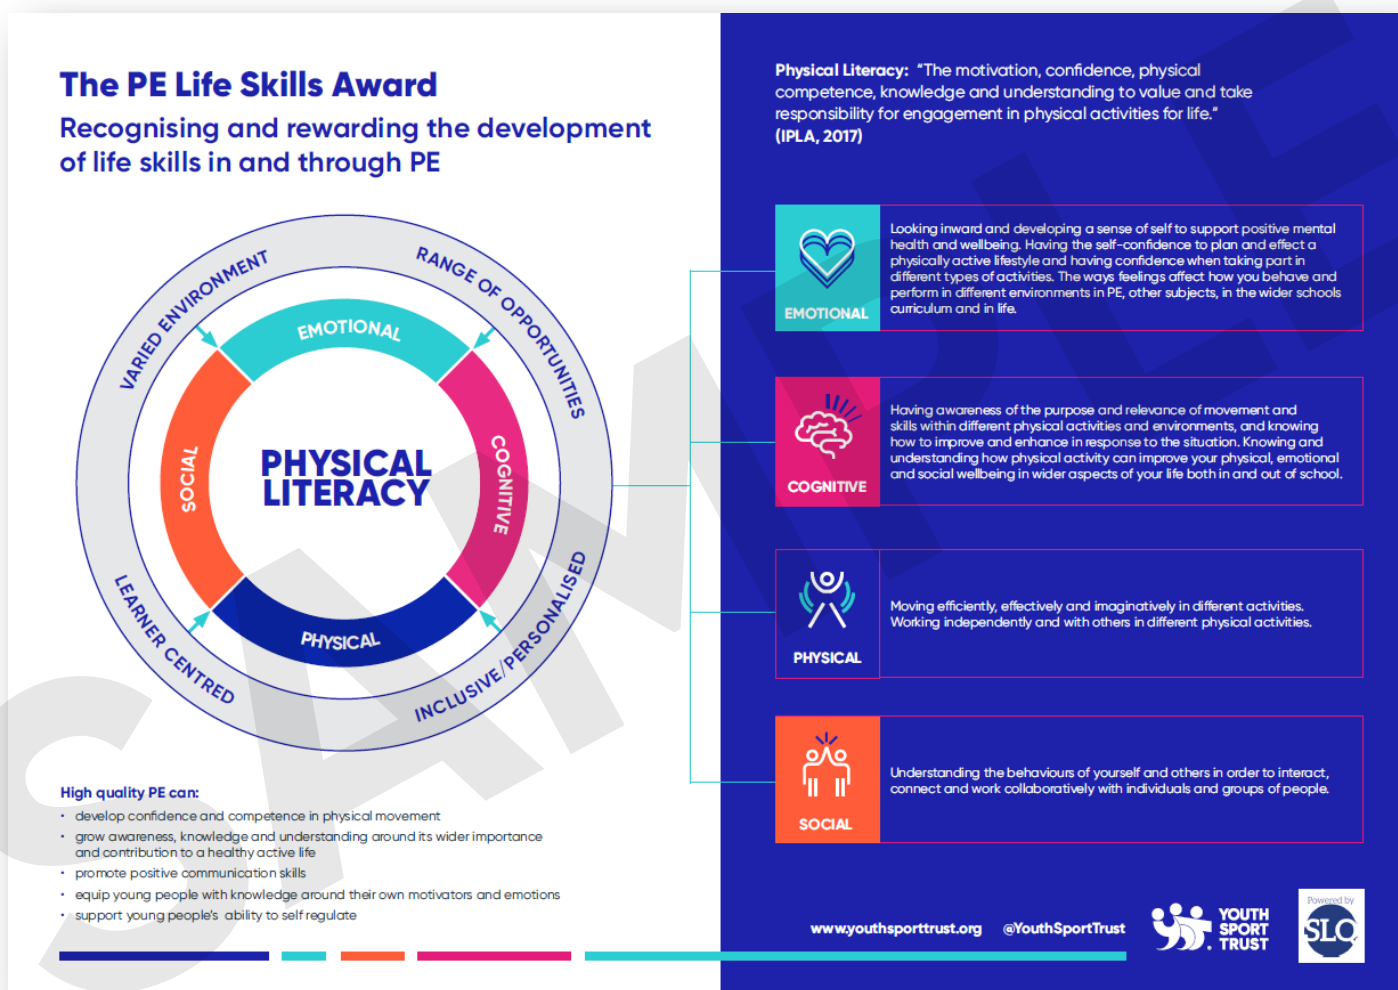 The PE Life Skills Award
Recognising and rewarding the development
of life skills in and through PE
VARIED ENVIRONMENT
RANGE OF OPPORTUNITIES
EMOTIONAL
SOCIAL
COGNITIVE
PHYSICAL
LITERACY
PHYSICAL
LEARNER CENTRED
INCLUSIVE/PERSONALISED
High quality PE can:
• develop confidence and competence in physical movement
• grow awareness, knowledge and understanding around its wider importance
and contribution to a healthy active life
• promote positive communication skills
• equip young people with knowledge around their own motivators and emotions
• support young people's ability to self regulate
Physical Literacy: “The motivation, confidence, physical
competence, knowledge and understanding to value and take
responsibility for engagement in physical activities for life.”
(IPLA, 2017)
EMOTIONAL
Looking inward and developing a sense of self to support positive mental
health and wellbeing. Having the self-confidence to plan and effect a
physically active lifestyle and having confidence when taking part in
different types of activities. The ways feelings affect how you behave and
perform in different environments in PE, other subjects, in the wider schools
curriculum and in life.
COGNITIVE
Having awareness of the purpose and relevance of movement and
skills within different physical activities and environments, and knowing
how to improve and enhance in response to the situation. Knowing and
understanding how physical activity can improve your physical, emotional
and social wellbeing in wider aspects of your life both in and out of school.
PHYSICAL
Moving efficiently, effectively and imaginatively in different activities.
Working independently and with others in different physical activities.
SOCIAL
Understanding the behaviours of yourself and others in order to interact,
connect and work collaboratively with individuals and groups of people.
www.youthsporttrust.org @YouthSportTrust
YOUTH
SPORT
TRUST
Powered by
SLQ
SAMPLE